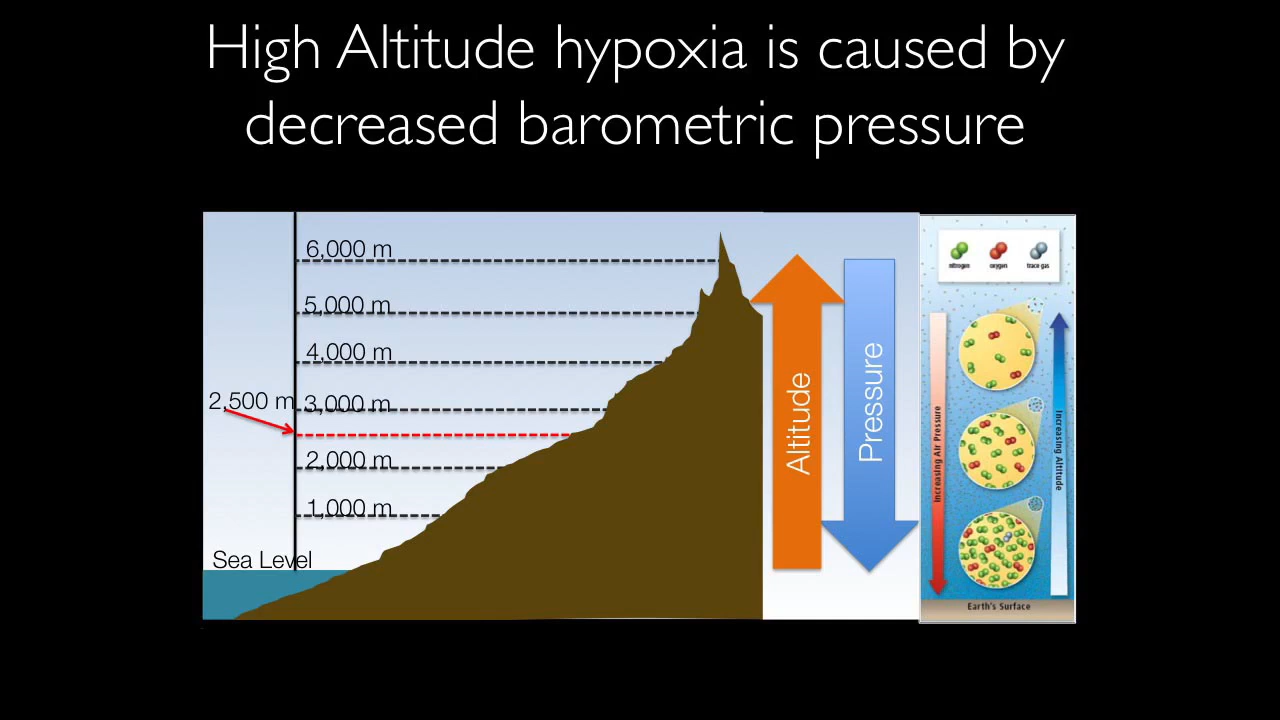 High Altitude hypoxia is caused by
decreased barometric pressure
6,000 m
5,000 m
4,000 m
2,500 m
3,000 m
2,000 m
1,000 m
Sea Level
Altitude
Pressure
nitrogen
oxygen
trace gas
Increasing Air Pressure
Increasing Altitude
Earth's Surface